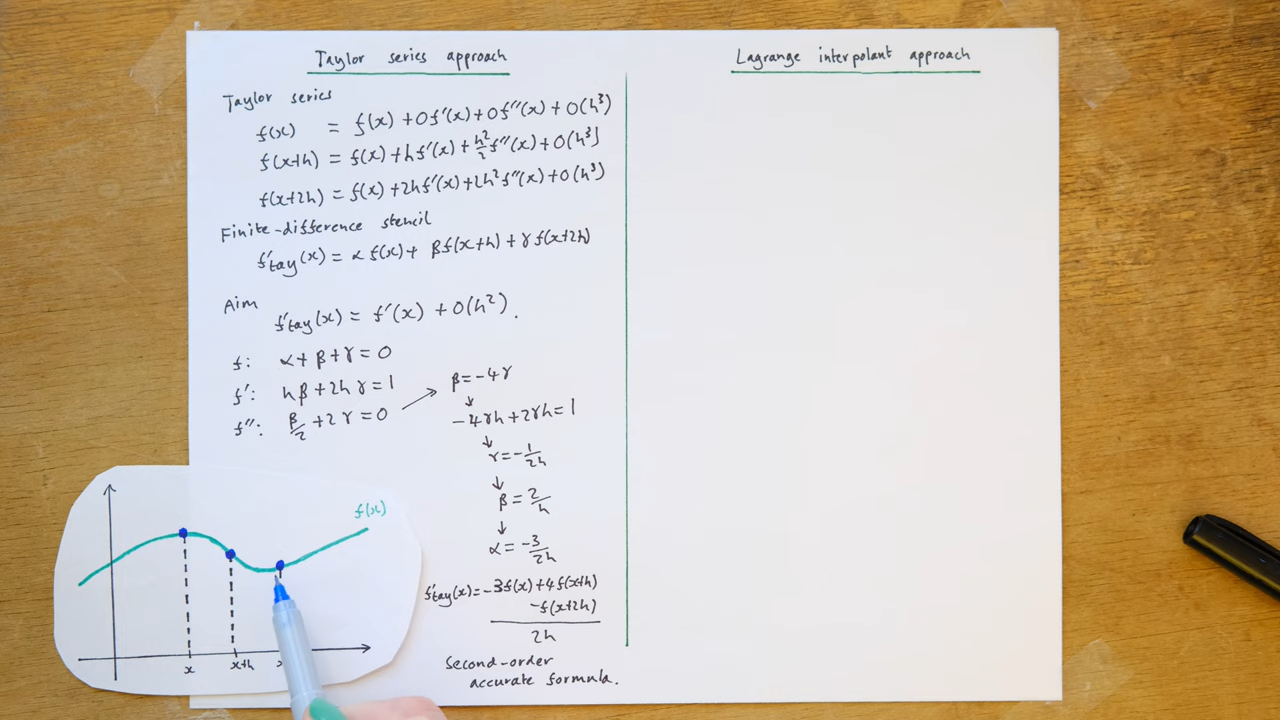 Taylor series approach
Taylor series
f(x) = f(x) + 0f'(x) + 0f''(x) + O(h³)
f(x+h) = f(x) + hf'(x) + h²/2 f''(x) + O(h³)
f(x+2h) = f(x) + 2hf'(x) + 2h²f''(x) + O(h³)
Finite-difference stencil
f'tay(x) = αf(x) + βf(x+h) + γf(x+2h)
Aim
f'tay(x) = f'(x) + O(h²).
f: α + β + γ = 0
f': hβ + 2hγ = 1
f'': β/2 + 2γ = 0
→ β = -4γ
↓
-4γh + 2γh = 1
↓
γ = -1/2h
↓
β = 2/h
↓
α = -3/2h
f'tay(x) = -3f(x) + 4f(x+h)
-f(x+2h)
2h
Second-order
accurate formula.
Lagrange interpolant approach
f(x)
x x+h